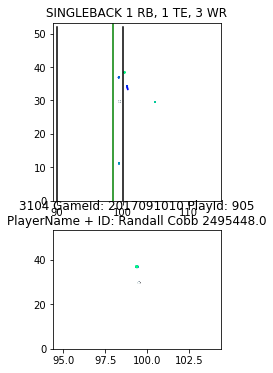 SINGLEBACK 1 RB, 1 TE, 3 WR
50
40
30
20
10
0
90 100 110
3104 GameId: 2017091010 PlayId: 905
PlayerName + ID: Randall Cobb 2495448.0
40
20
0
95.0 97.5 100.0 102.5